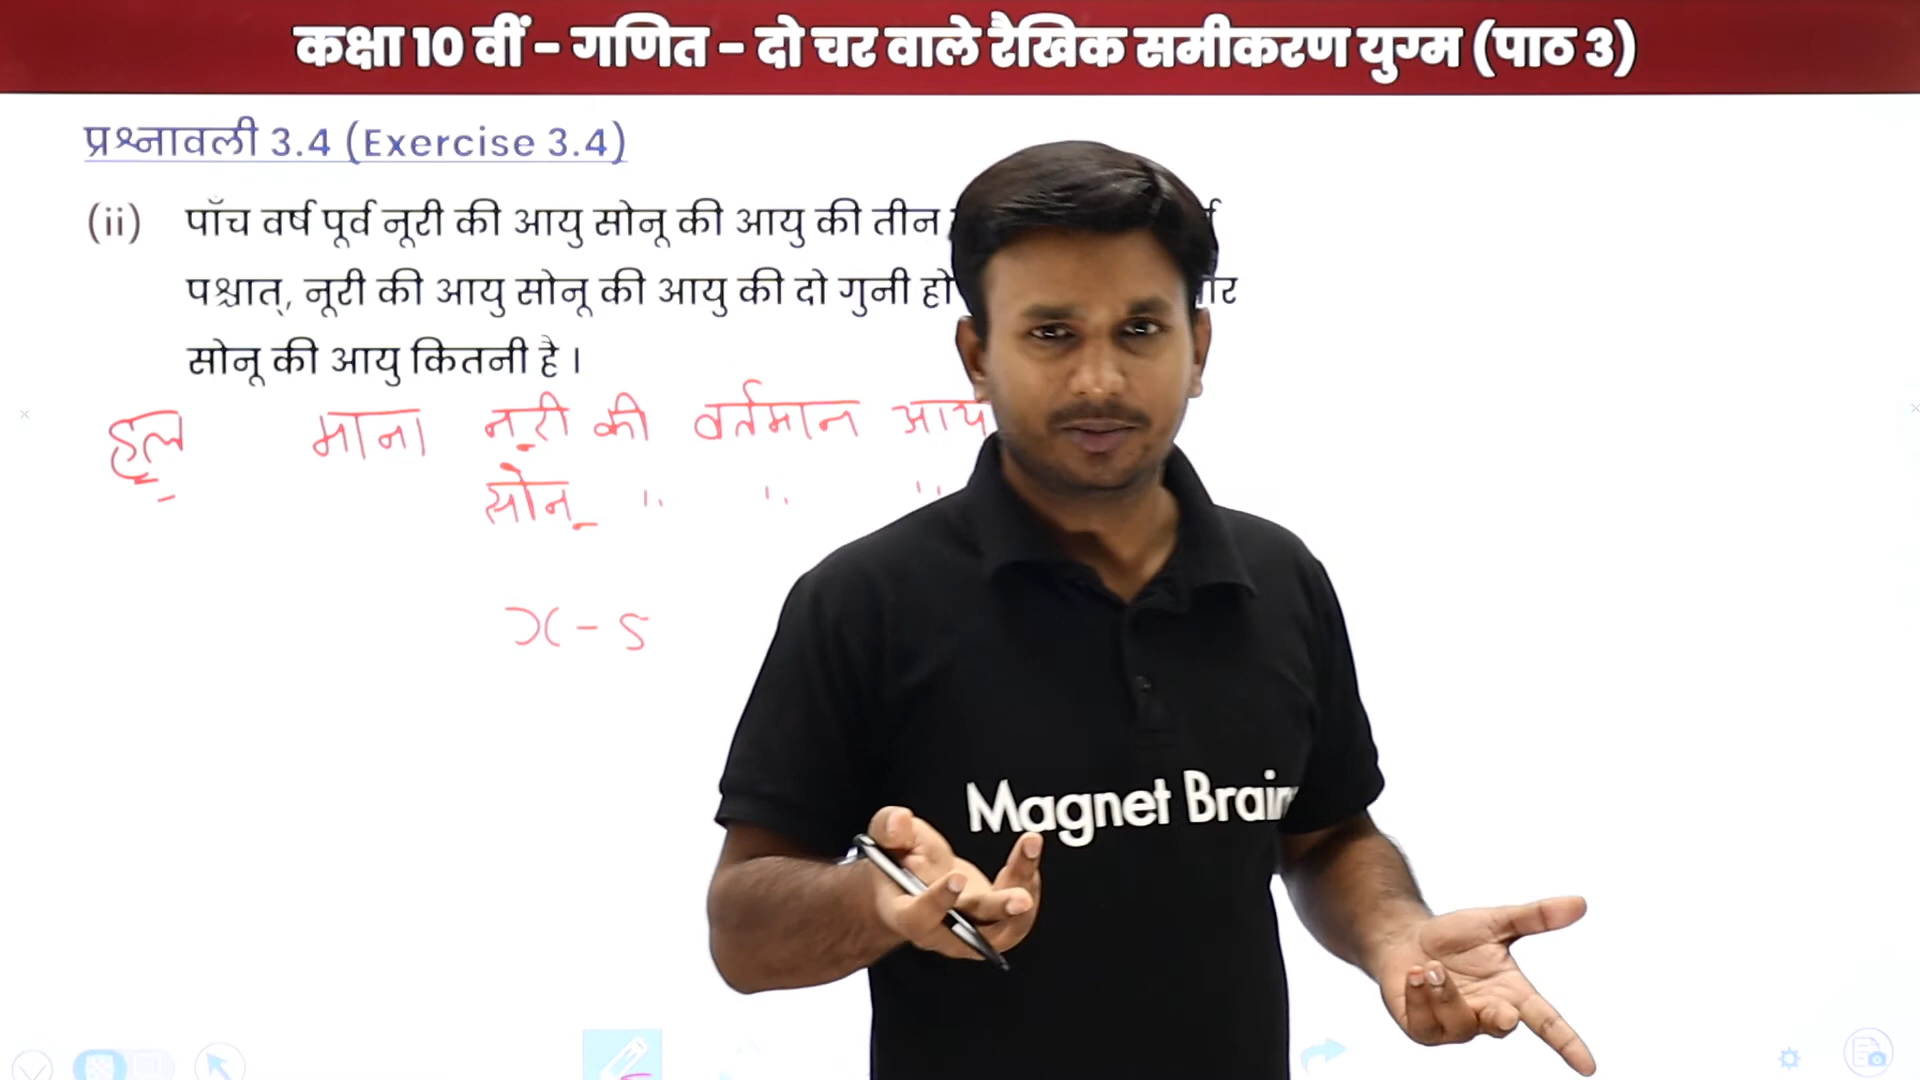 कक्षा 10 वीं - गणित - दो चर वाले रैखिक समीकरण युग्म (पाठ 3)
प्रश्नावली 3.4 (Exercise 3.4)
(ii) पाँच वर्ष पूर्व नूरी की आयु सोनू की आयु की तीन
पश्चात्, नूरी की आयु सोनू की आयु की दो गुनी हो
सोनू की आयु कितनी है ।
हल माना नूरी की वर्तमान आयु
सोनू " " "
x - 5
Magnet Brain